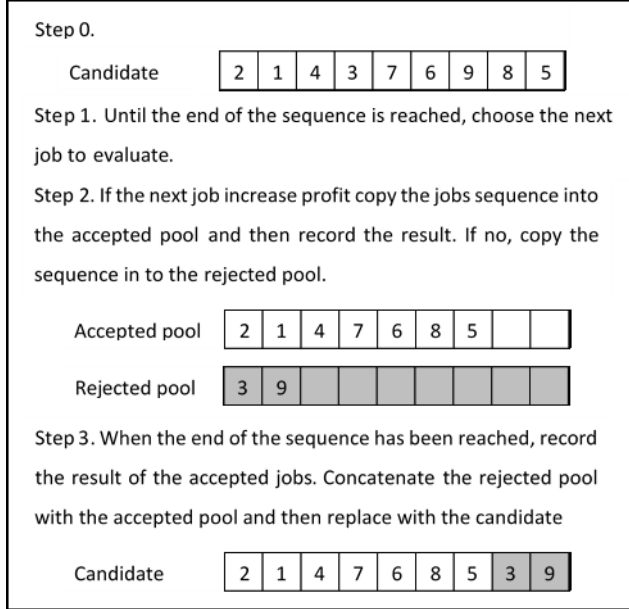 Step 0.
Candidate 2 1 4 3 7 6 9 8 5
Step 1. Until the end of the sequence is reached, choose the next
job to evaluate.
Step 2. If the next job increase profit copy the jobs sequence into
the accepted pool and then record the result. If no, copy the
sequence in to the rejected pool.
Accepted pool 2 1 4 7 6 8 5
Rejected pool 3 9
Step 3. When the end of the sequence has been reached, record
the result of the accepted jobs. Concatenate the rejected pool
with the accepted pool and then replace with the candidate
Candidate 2 1 4 7 6 8 5 3 9